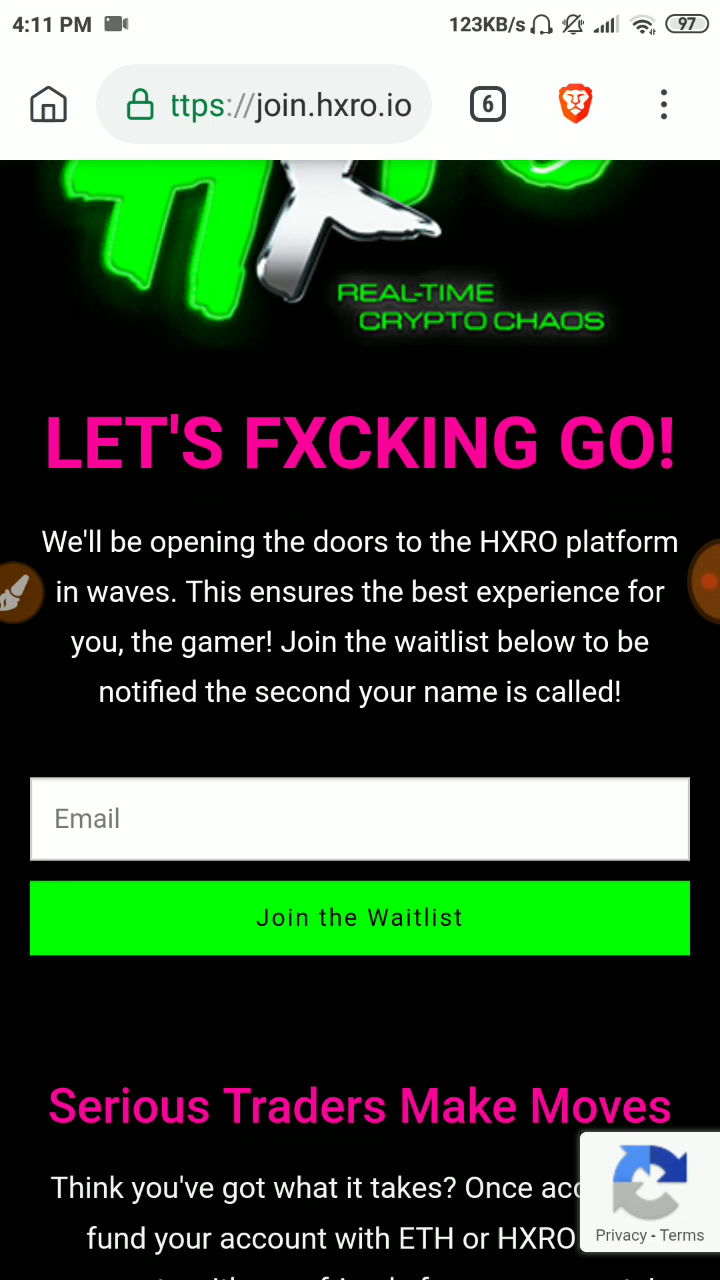 4:11 PM 123KB/s 97
ttps://join.hxro.io 6
REAL-TIME
CRYPTO CHAOS
LET'S FXCKING GO!
We'll be opening the doors to the HXRO platform
in waves. This ensures the best experience for
you, the gamer! Join the waitlist below to be
notified the second your name is called!
Email
Join the Waitlist
Serious Traders Make Moves
Think you've got what it takes? Once
fund your account with ETH or HXRO
Privacy - Terms